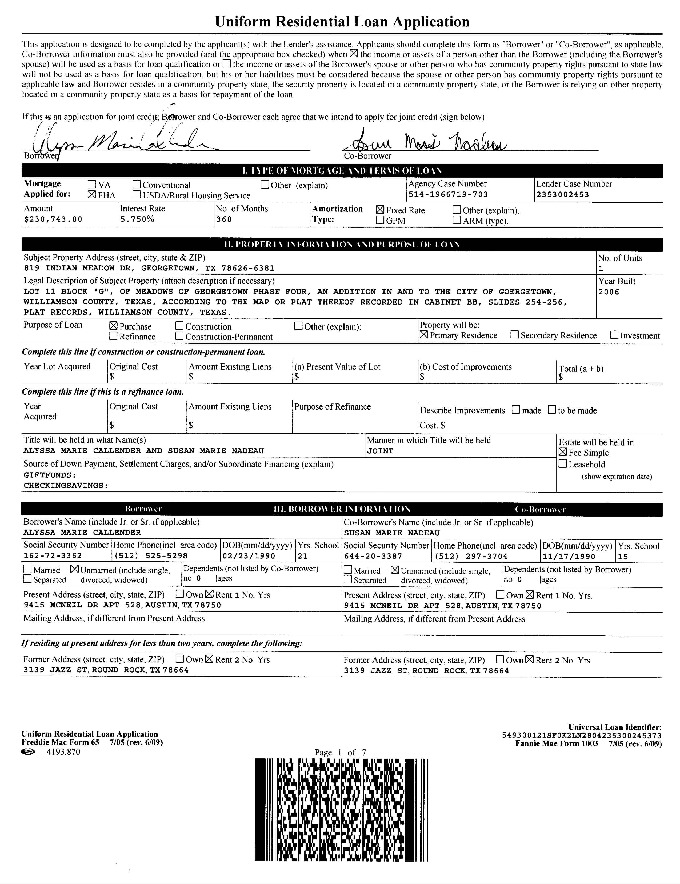 Uniform Residential Loan Application
This application is designed to be completed by the applicant(s) with the Lender's assistance. Applicants should complete this form as "Borrower" or "Co-Borrower", as applicable.
Co-Borrower information must also be provided (and the appropriate box checked) when ☒ the income or assets of a person other than the Borrower (including the Borrower's
spouse) will be used as a basis for loan qualification or ☐ the income or assets of the Borrower's spouse or other person who has community property rights pursuant to state law
will not be used as a basis for loan qualification, but his or her liabilities must be considered because the spouse or other person has community property rights pursuant to
applicable law and Borrower resides in a community property state, the security property is located in a community property state, or the Borrower is relying on other property
located in a community property state as a basis for repayment of the loan.
If this is an application for joint credit, Borrower and Co-Borrower each agree that we intend to apply for joint credit (sign below)
Borrower Co-Borrower
I. TYPE OF MORTGAGE AND TERMS OF LOAN
Mortgage ☐ VA ☐ Conventional ☐ Other (explain) Agency Case Number Lender Case Number
Applied for: ☒ FHA ☐ USDA/Rural Housing Service 514-1966719-703 2353002453
Amount Interest Rate No. of Months Amortization ☒ Fixed Rate ☐ Other (explain):
$230,743.00 5.750% 360 Type: ☐ GPM ☐ ARM (type):
II. PROPERTY INFORMATION AND PURPOSE OF LOAN
Subject Property Address (street, city, state & ZIP) No. of Units
819 INDIAN MEADOW DR, GEORGETOWN, TX 78626-6381 1
Legal Description of Subject Property (attach description if necessary) Year Built
LOT 11 BLOCK "G", OF MEADOWS OF GEORGETOWN PHASE FOUR, AN ADDITION IN AND TO THE CITY OF GOERGETOWN, 2006
WILLIAMSON COUNTY, TEXAS, ACCORDING TO THE MAP OR PLAT THEREOF RECORDED IN CABINET BB, SLIDES 254-256,
PLAT RECORDS, WILLIAMSON COUNTY, TEXAS.
Purpose of Loan ☒ Purchase ☐ Construction ☐ Other (explain): Property will be:
☐ Refinance ☐ Construction-Permanent ☒ Primary Residence ☐ Secondary Residence ☐ Investment
Complete this line if construction or construction-permanent loan.
Year Lot Acquired Original Cost Amount Existing Liens (a) Present Value of Lot (b) Cost of Improvements Total (a + b)
$ $ $ $ $
Complete this line if this is a refinance loan.
Year Original Cost Amount Existing Liens Purpose of Refinance Describe Improvements ☐ made ☐ to be made
Acquired $ $ Cost: $
Title will be held in what Name(s) Manner in which Title will be held Estate will be held in
ALYSSA MARIE CALLENDER AND SUSAN MARIE NADEAU JOINT ☒ Fee Simple
Source of Down Payment, Settlement Charges, and/or Subordinate Financing (explain) ☐ Leasehold
GIFTFUNDS: (show expiration date)
CHECKINGSAVINGS:
Borrower III. BORROWER INFORMATION Co-Borrower
Borrower's Name (include Jr. or Sr. if applicable) Co-Borrower's Name (include Jr. or Sr. if applicable)
ALYSSA MARIE CALLENDER SUSAN MARIE NADEAU
Social Security Number Home Phone(incl area code) DOB(mm/dd/yyyy) Yrs. School Social Security Number Home Phone(incl area code) DOB(mm/dd/yyyy) Yrs. School
162-72-3352 (512) 525-5298 02/23/1990 21 644-20-3387 (512) 297-3704 11/17/1990 15
☐ Married ☒ Unmarried (include single, Dependents (not listed by Co-Borrower) ☐ Married ☒ Unmarried (include single, Dependents (not listed by Borrower)
☐ Separated divorced, widowed) no. 0 ages ☐ Separated divorced, widowed) no. 0 ages
Present Address (street, city, state, ZIP) ☐ Own ☒ Rent 1 No. Yrs. Present Address (street, city, state, ZIP) ☐ Own ☒ Rent 1 No. Yrs.
9415 MCNEIL DR APT 528, AUSTIN, TX 78750 9415 MCNEIL DR APT 528, AUSTIN, TX 78750
Mailing Address, if different from Present Address Mailing Address, if different from Present Address
If residing at present address for less than two years, complete the following:
Former Address (street, city, state, ZIP) ☐ Own ☒ Rent 2 No. Yrs Former Address (street, city, state, ZIP) ☐ Own ☒ Rent 2 No. Yrs
3139 JAZZ ST, ROUND ROCK, TX 78664 3139 JAZZ ST, ROUND ROCK, TX 78664
Universal Loan Identifier:
Uniform Residential Loan Application
Freddie Mac Form 65 7/05 (rev. 6/09) Fannie Mae Form 1003 7/05 (rev. 6/09)
4193.870 Page 1 of 7